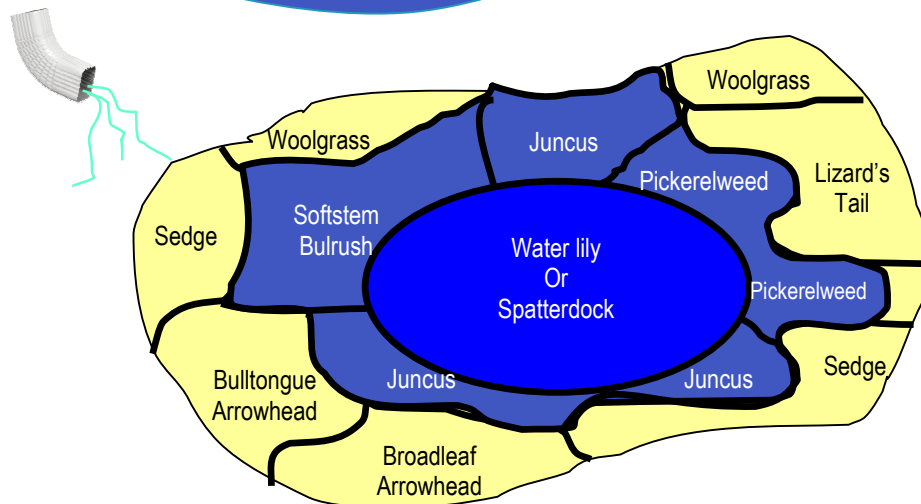 Woolgrass
Woolgrass
Juncus
Pickerelweed
Lizard's
Tail
Softstem
Bulrush
Sedge
Water lily
Or
Spatterdock
Pickerelweed
Bulltongue
Arrowhead
Juncus
Juncus
Sedge
Broadleaf
Arrowhead